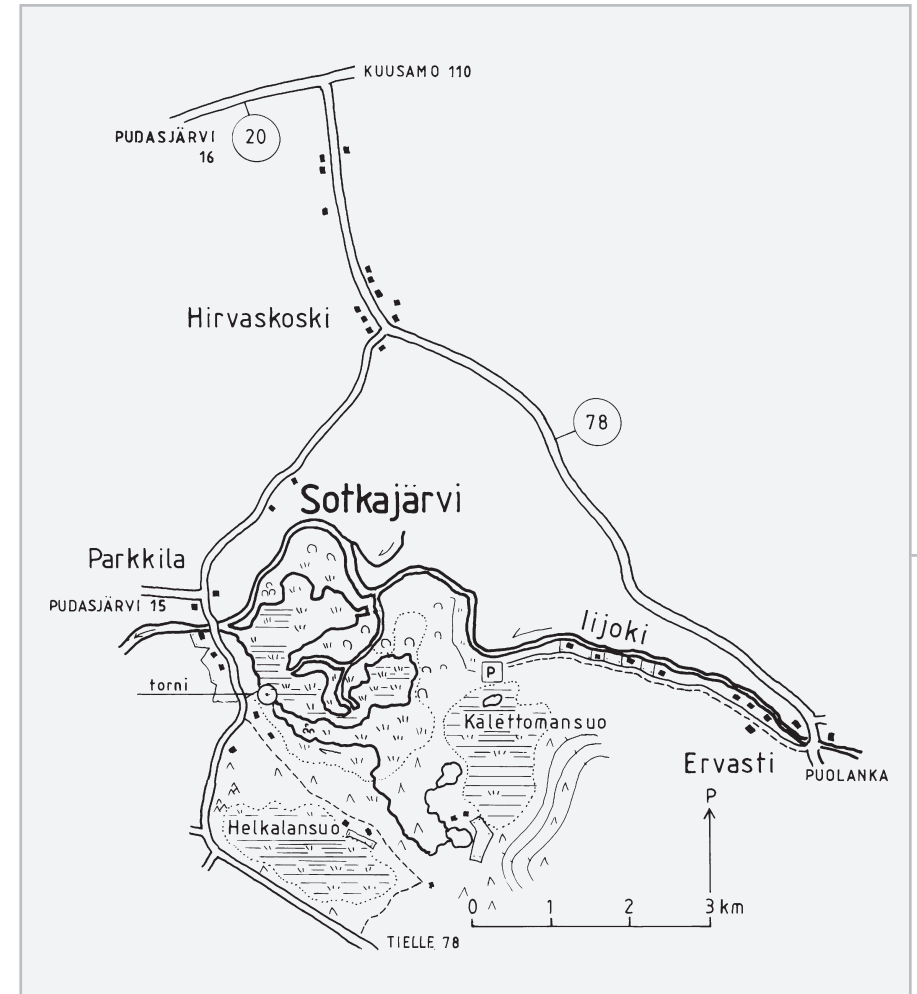 KUUSAMO 110
PUDASJÄRVI
16
20
Hirvaskoski
78
Sotkajärvi
Parkkila
PUDASJÄRVI 15
Iijoki
P
torni
Kalettomansuo
Ervasti
PUOLANKA
P
Helkalansuo
0 1 2 3 km
TIELLE 78